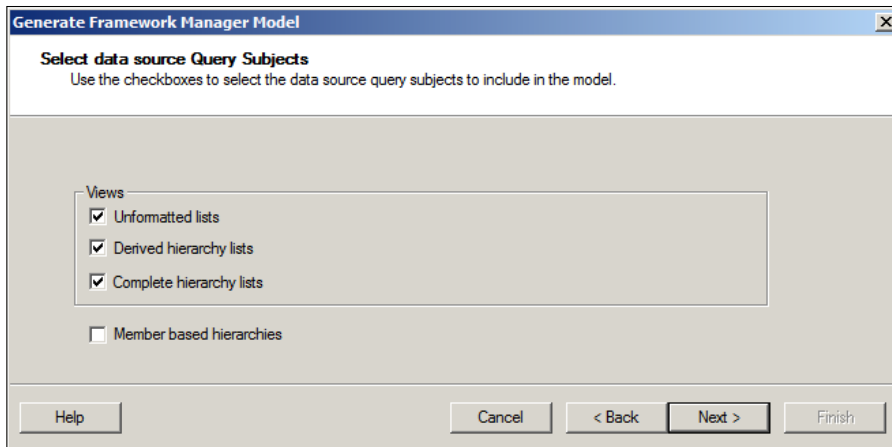 Generate Framework Manager Model
Select data source Query Subjects
Use the checkboxes to select the data source query subjects to include in the model.
Views
Unformatted lists
Derived hierarchy lists
Complete hierarchy lists
Member based hierarchies
Help
Cancel
< Back
Next >
Finish